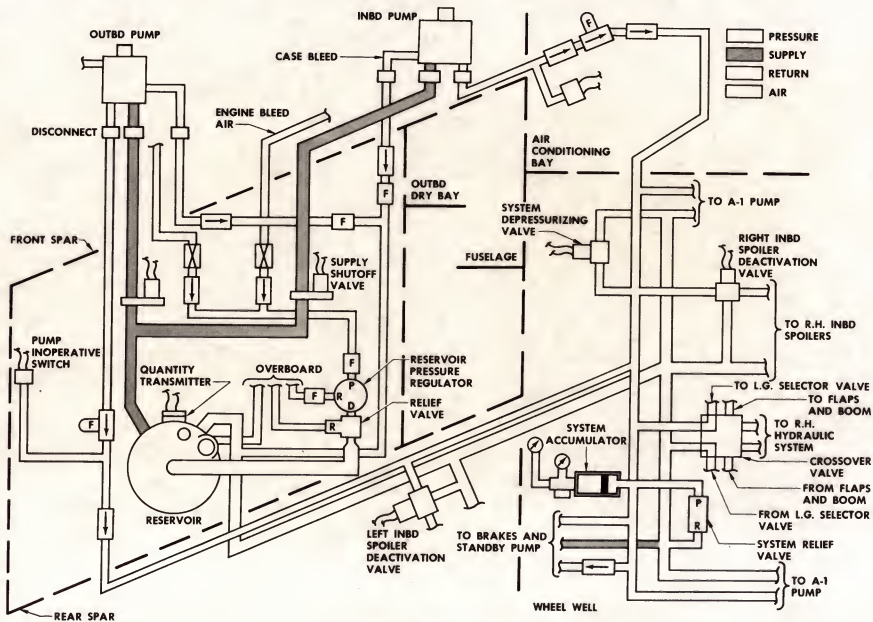 OUTBD PUMP
INBD PUMP
CASE BLEED
F
PRESSURE
SUPPLY
RETURN
AIR
DISCONNECT
ENGINE BLEED
AIR
AIR
CONDITIONING
BAY
OUTBD
DRY BAY
F
F
TO A-1 PUMP
SYSTEM
DEPRESSURIZING
VALVE
FRONT SPAR
SUPPLY
SHUTOFF
VALVE
FUSELAGE
RIGHT INBD
SPOILER
DEACTIVATION
VALVE
PUMP
INOPERATIVE
SWITCH
QUANTITY
TRANSMITTER
OVERBOARD
F
F
P
R
D
RESERVOIR
PRESSURE
REGULATOR
R
RELIEF
VALVE
TO R.H. INBD
SPOILERS
TO L.G. SELECTOR VALVE
TO FLAPS
AND BOOM
F
SYSTEM
ACCUMULATOR
TO R.H.
HYDRAULIC
SYSTEM
CROSSOVER
VALVE
FROM FLAPS
AND BOOM
FROM L.G. SELECTOR
VALVE
RESERVOIR
LEFT INBD
SPOILER
DEACTIVATION
VALVE
TO BRAKES AND
STANDBY PUMP
P
R
SYSTEM RELIEF
VALVE
TO A-1
PUMP
WHEEL WELL
REAR SPAR